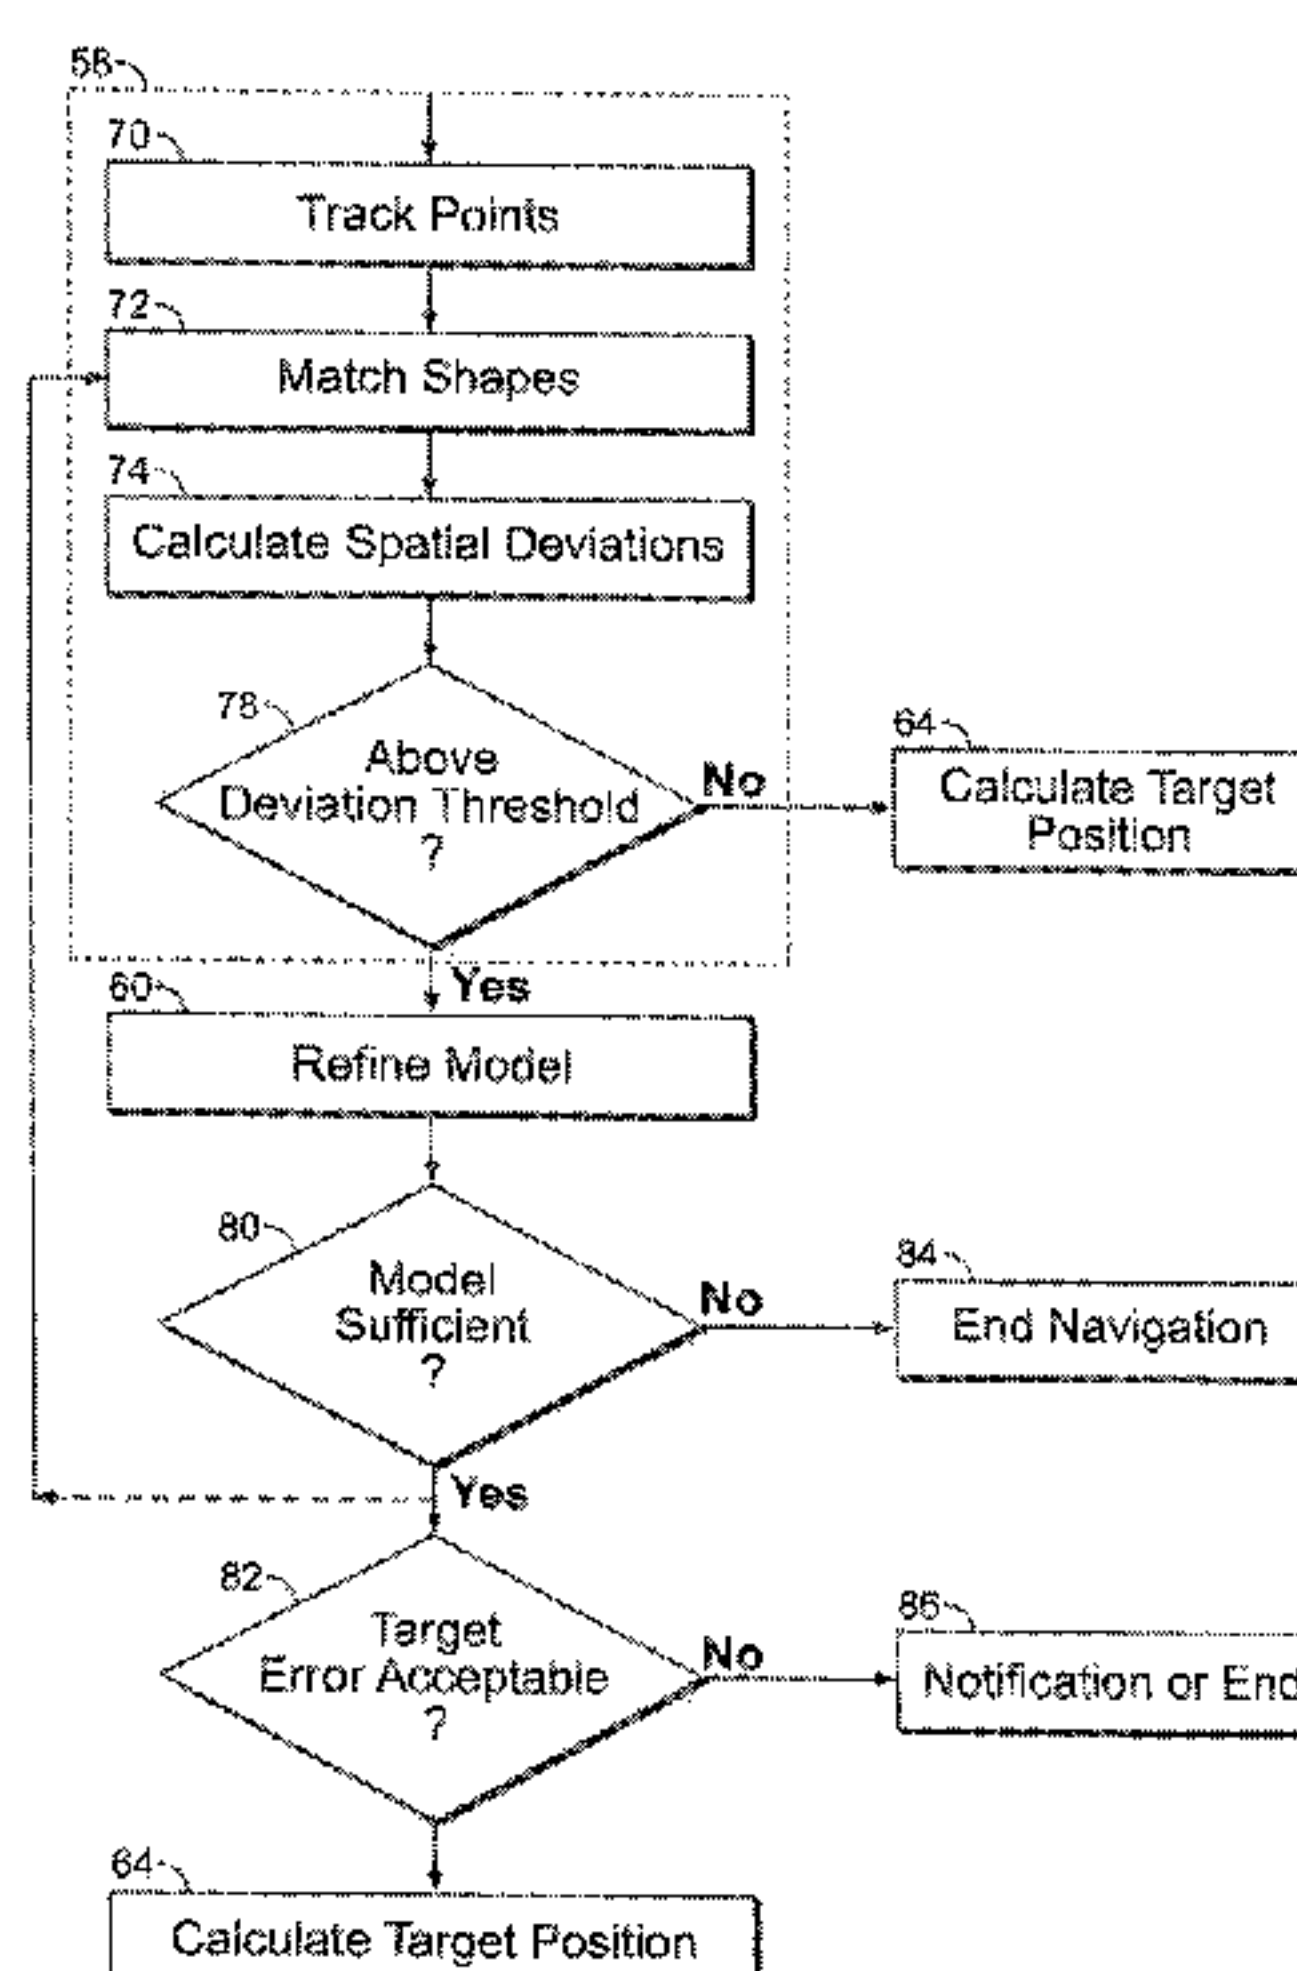 58
70
Track Points
72
Match Shapes
74
Calculate Spatial Deviations
78
Above
Deviation Threshold
?
No
64
Calculate Target
Position
Yes
60
Refine Model
80
Model
Sufficient
?
No
84
End Navigation
Yes
82
Target
Error Acceptable
?
No
86
Notification or End
64
Calculate Target Position